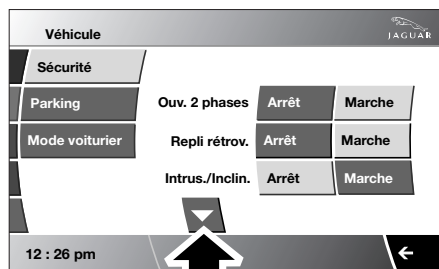 Véhicule
JAGUAR
Sécurité
Parking
Ouv. 2 phases Arrêt Marche
Mode voiturier
Repli rétrov. Arrêt Marche
Intrus./Inclin. Arrêt Marche
12 : 26 pm